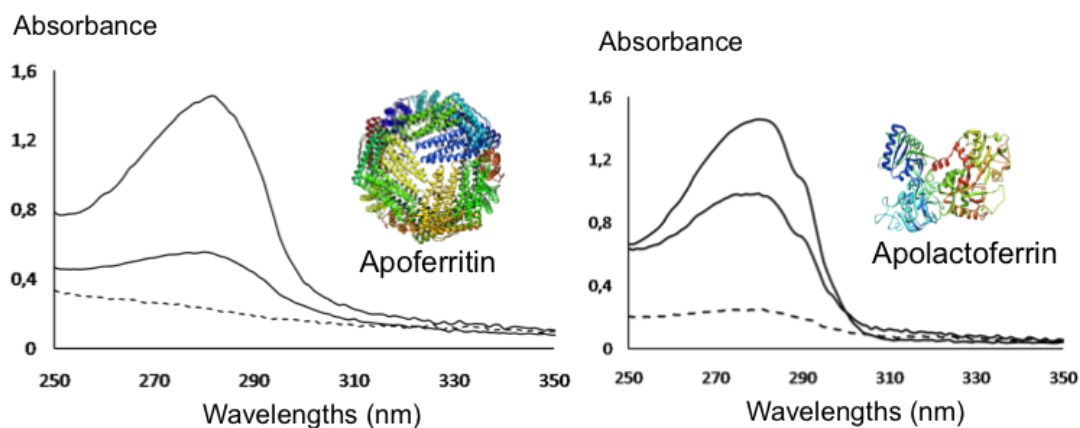 Absorbance
1,6
1,2
0,8
0,4
0
250 270 290 310 330 350
Wavelengths (nm)
Apoferritin
Absorbance
1,6
1,2
0,8
0,4
0
250 270 290 310 330 350
Wavelengths (nm)
Apolactoferrin